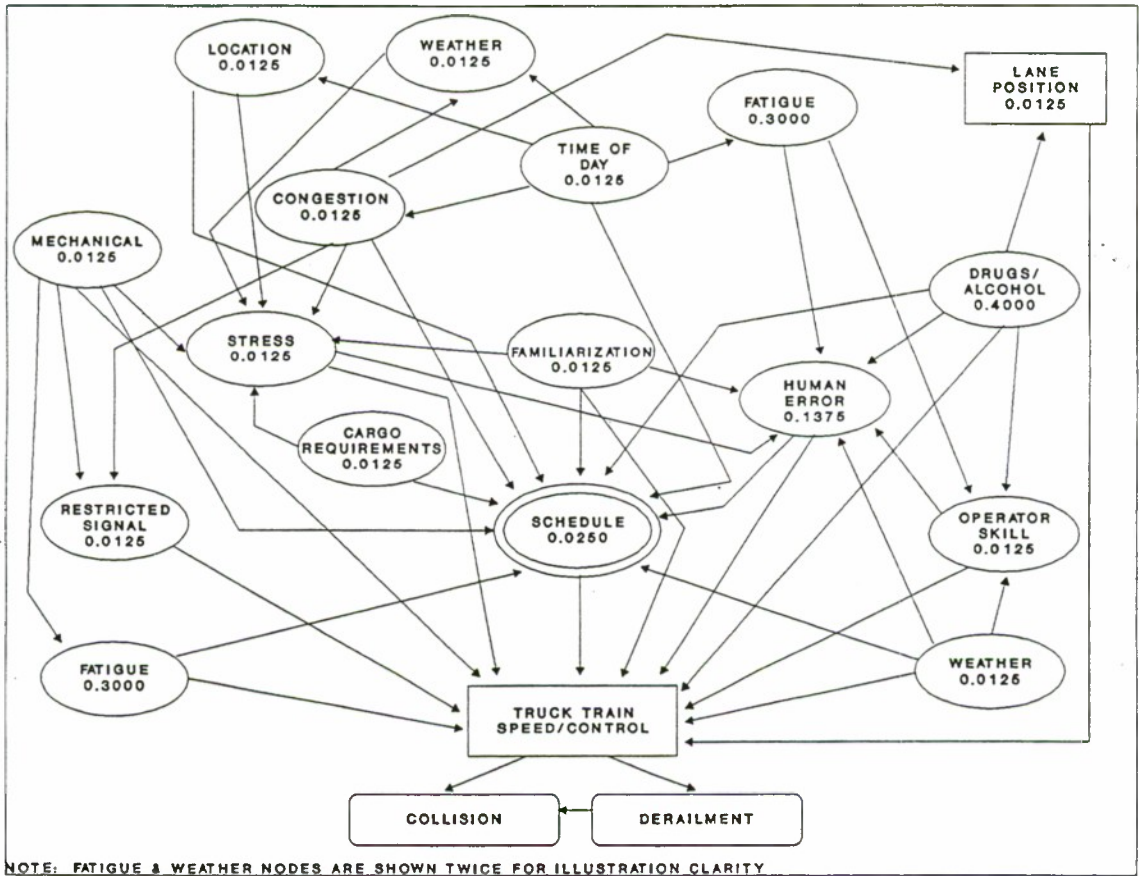 LOCATION
0.0125
WEATHER
0.0125
LANE
POSITION
0.0125
FATIGUE
0.3000
TIME OF
DAY
0.0125
CONGESTION
0.0125
MECHANICAL
0.0125
DRUGS/
ALCOHOL
0.4000
STRESS
0.0125
FAMILIARIZATION
0.0125
HUMAN
ERROR
0.1375
CARGO
REQUIREMENTS
0.0125
RESTRICTED
SIGNAL
0.0125
SCHEDULE
0.0250
OPERATOR
SKILL
0.0125
FATIGUE
0.3000
WEATHER
0.0125
TRUCK TRAIN
SPEED/CONTROL
COLLISION
DERAILMENT
NOTE: FATIGUE & WEATHER NODES ARE SHOWN TWICE FOR ILLUSTRATION CLARITY